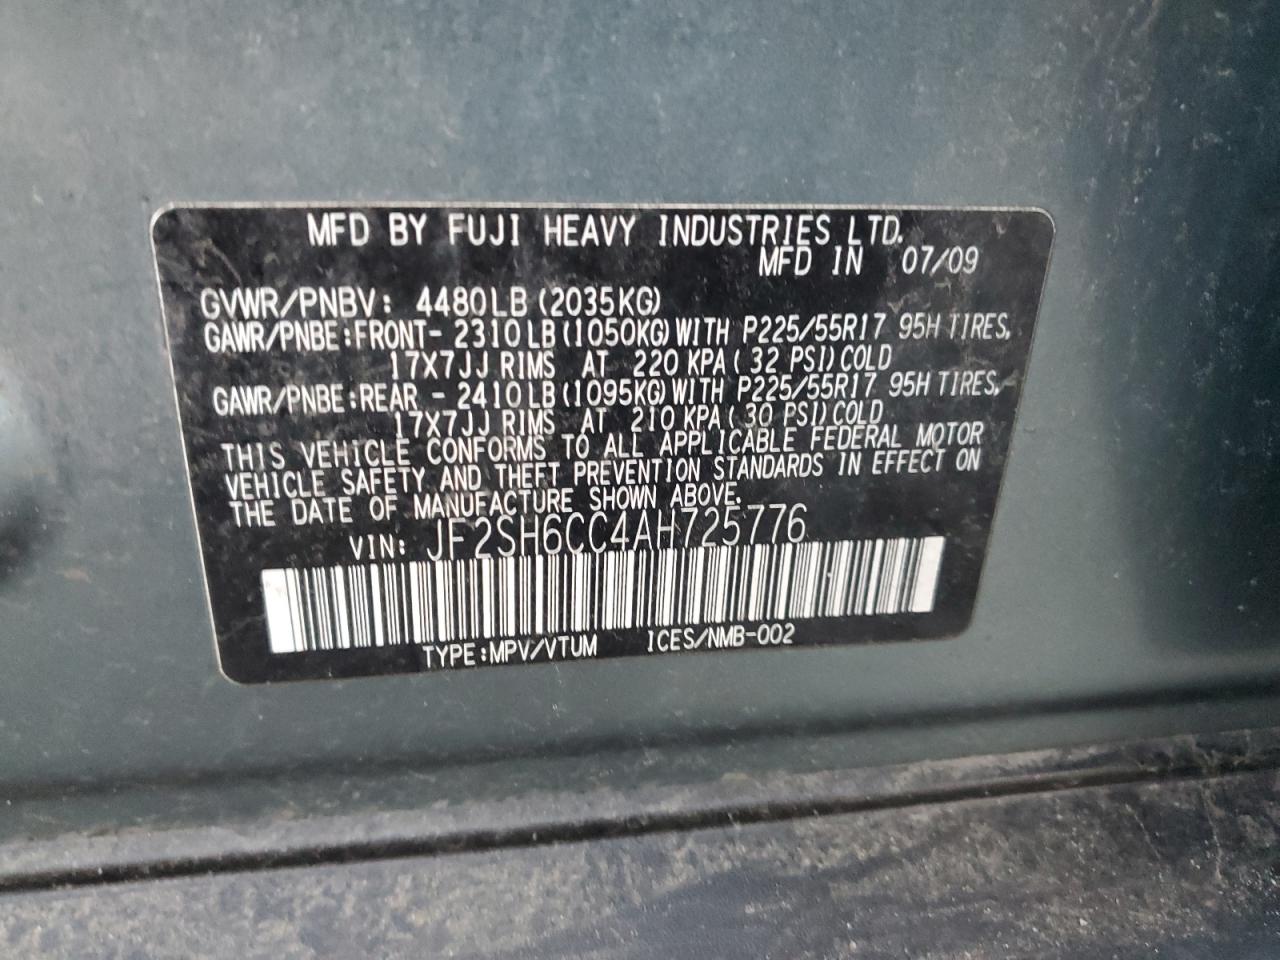 MFD BY FUJI HEAVY INDUSTRIES LTD.
MFD IN 07/09
GVWR/PNBV: 4480LB (2035KG)
GAWR/PNBE:FRONT- 2310LB(1050KG)WITH P225/55R17 95H TIRES,
17X7JJ RIMS AT 220 KPA( 32 PSI)COLD
GAWR/PNBE:REAR - 2410LB(1095KG)WITH P225/55R17 95H TIRES,
17X7JJ RIMS AT 210 KPA( 30 PSI)COLD
THIS VEHICLE CONFORMS TO ALL APPLICABLE FEDERAL MOTOR
VEHICLE SAFETY AND THEFT PREVENTION STANDARDS IN EFFECT ON
THE DATE OF MANUFACTURE SHOWN ABOVE.
VIN: JF2SH6CC4AH725776
TYPE:MPV/VTUM ICES/NMB-002